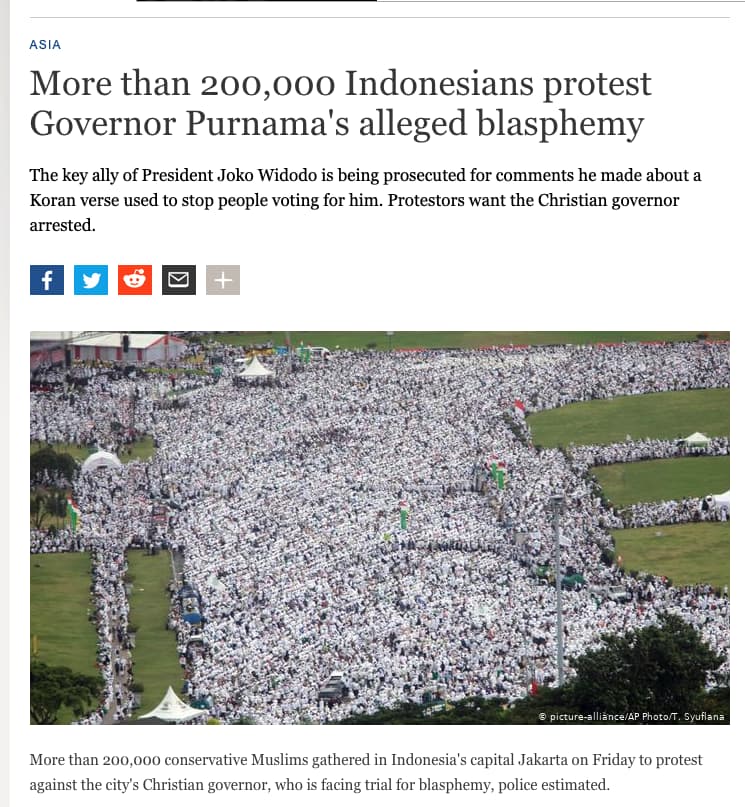 ASIA
More than 200,000 Indonesians protest
Governor Purnama's alleged blasphemy
The key ally of President Joko Widodo is being prosecuted for comments he made about a
Koran verse used to stop people voting for him. Protestors want the Christian governor
arrested.
© picture-alliance/AP Photo/T. Syuflana
More than 200,000 conservative Muslims gathered in Indonesia's capital Jakarta on Friday to protest
against the city's Christian governor, who is facing trial for blasphemy, police estimated.